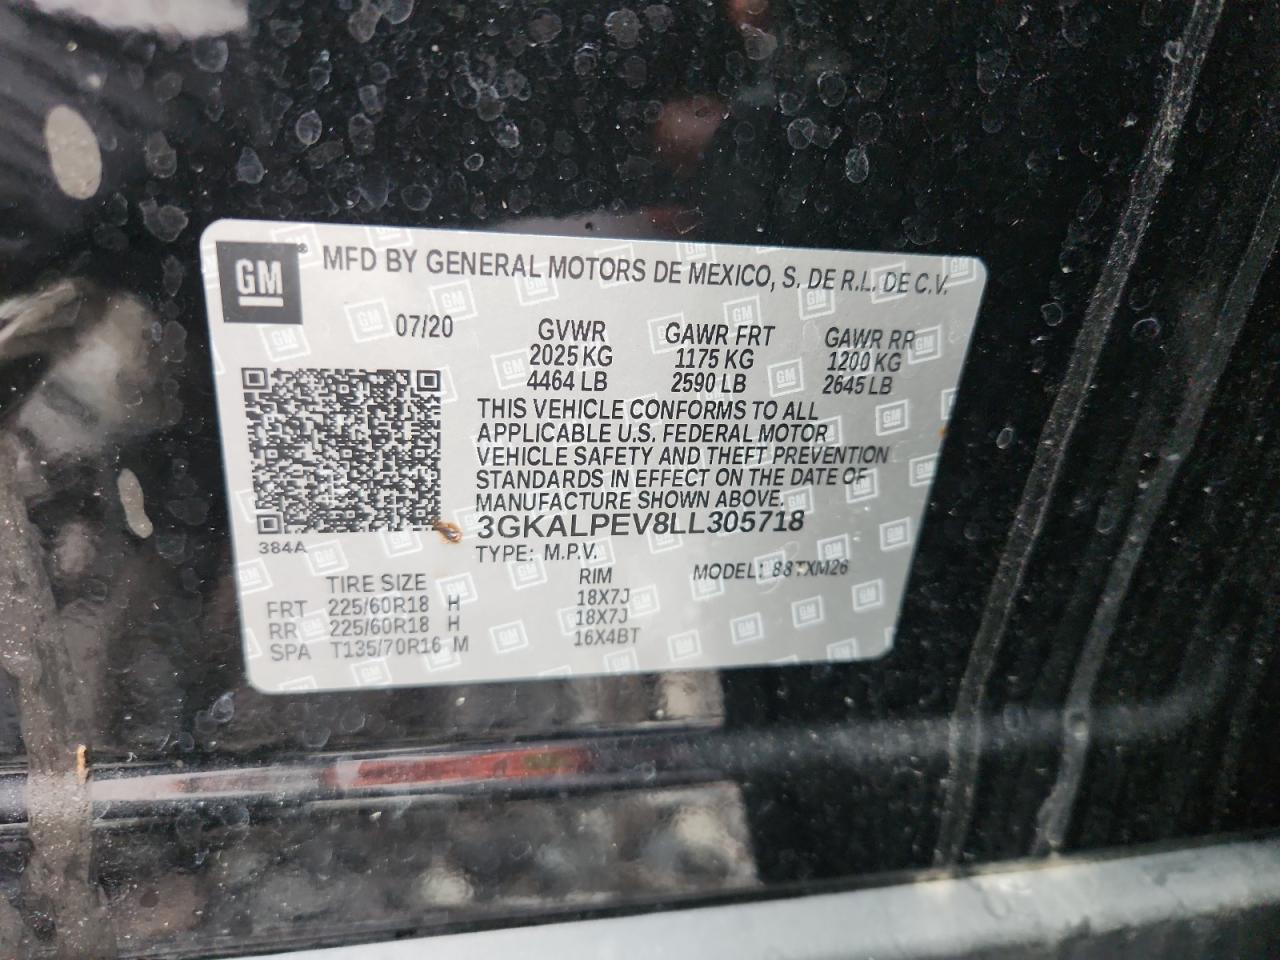 GM ® MFD BY GENERAL MOTORS DE MEXICO, S. DE R.L. DE C.V.
07/20 GVWR GAWR FRT GAWR RR
2025 KG 1175 KG 1200 KG
4464 LB 2590 LB 2645 LB
THIS VEHICLE CONFORMS TO ALL
APPLICABLE U.S. FEDERAL MOTOR
VEHICLE SAFETY AND THEFT PREVENTION
STANDARDS IN EFFECT ON THE DATE OF
MANUFACTURE SHOWN ABOVE.
3GKALPEV8LL305718
384A
TYPE: M.P.V.
TIRE SIZE RIM MODEL:
FRT 225/60R18 H 18X7J
RR 225/60R18 H 18X7J
SPA T135/70R16 M 16X4BT